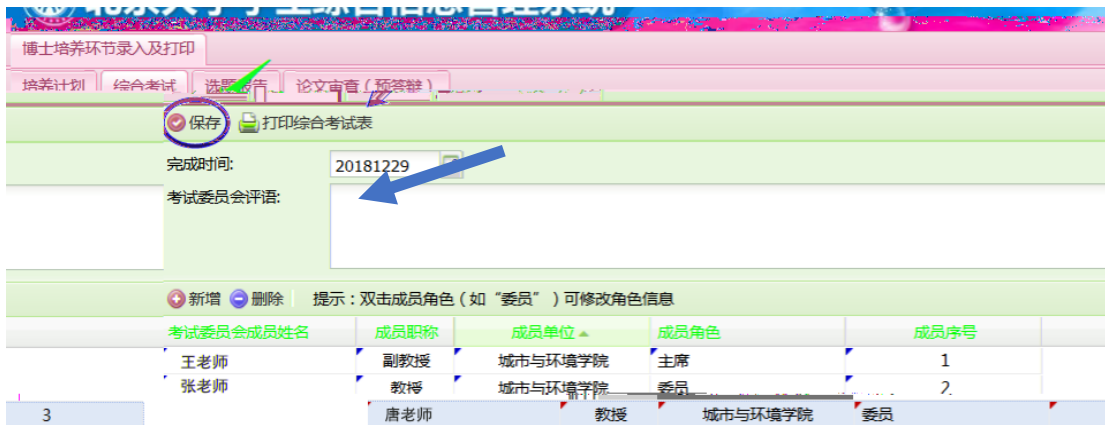 博士培养环节录入及打印
培养计划 综合考试 选题报告 论文审查（预答辩）
保存 打印综合考试表
完成时间: 20181229
考试委员会评语:
新增 删除 提示：双击成员角色（如“委员”）可修改角色信息
考试委员会成员姓名 成员职称 成员单位 成员角色 成员序号
王老师 副教授 城市与环境学院 主席 1
张老师 教授 城市与环境学院 委员 2
3 唐老师 教授 城市与环境学院 委员